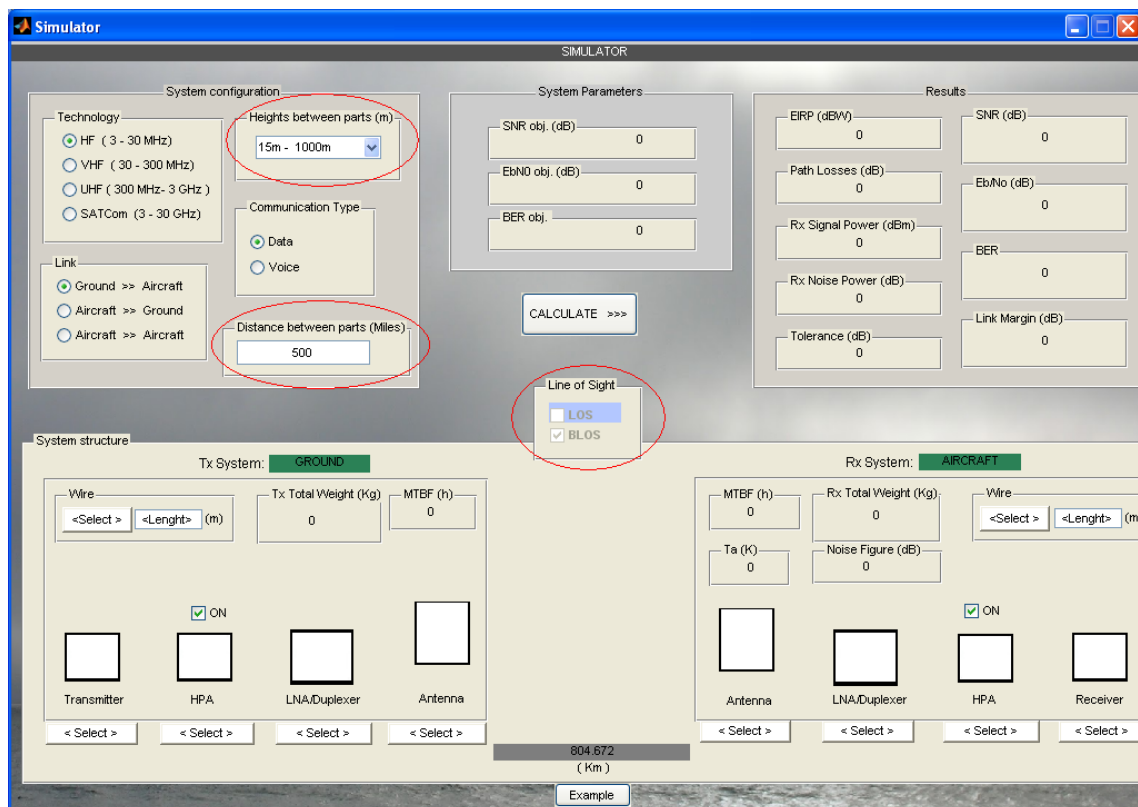 Simulator
SIMULATOR
System configuration
Technology
HF ( 3 - 30 MHz)
VHF ( 30 - 300 MHz)
UHF ( 300 MHz- 3 GHz )
SATCom (3 - 30 GHz)
Heights between parts (m)
15m - 1000m
Communication Type
Data
Voice
Link
Ground >> Aircraft
Aircraft >> Ground
Aircraft >> Aircraft
Distance between parts (Miles)
500
System Parameters
SNR obj. (dB)
0
EbN0 obj. (dB)
0
BER obj.
0
CALCULATE >>>
Line of Sight
LOS
BLOS
Results
EIRP (dBW)
0
Path Losses (dB)
0
Rx Signal Power (dBm)
0
Rx Noise Power (dB)
0
Tolerance (dB)
0
SNR (dB)
0
Eb/No (dB)
0
BER
0
Link Margin (dB)
0
System structure
Tx System: GROUND
Wire
<Select > <Lenght> (m)
Tx Total Weight (Kg)
0
MTBF (h)
0
ON
Transmitter HPA LNA/Duplexer Antenna
< Select > < Select > < Select > < Select >
804.672
( Km )
Example
Rx System: AIRCRAFT
MTBF (h)
0
Rx Total Weight (Kg)
0
Wire
<Select > <Lenght> (m
Ta (K)
0
Noise Figure (dB)
0
ON
Antenna LNA/Duplexer HPA Receiver
< Select > < Select > < Select > < Select >